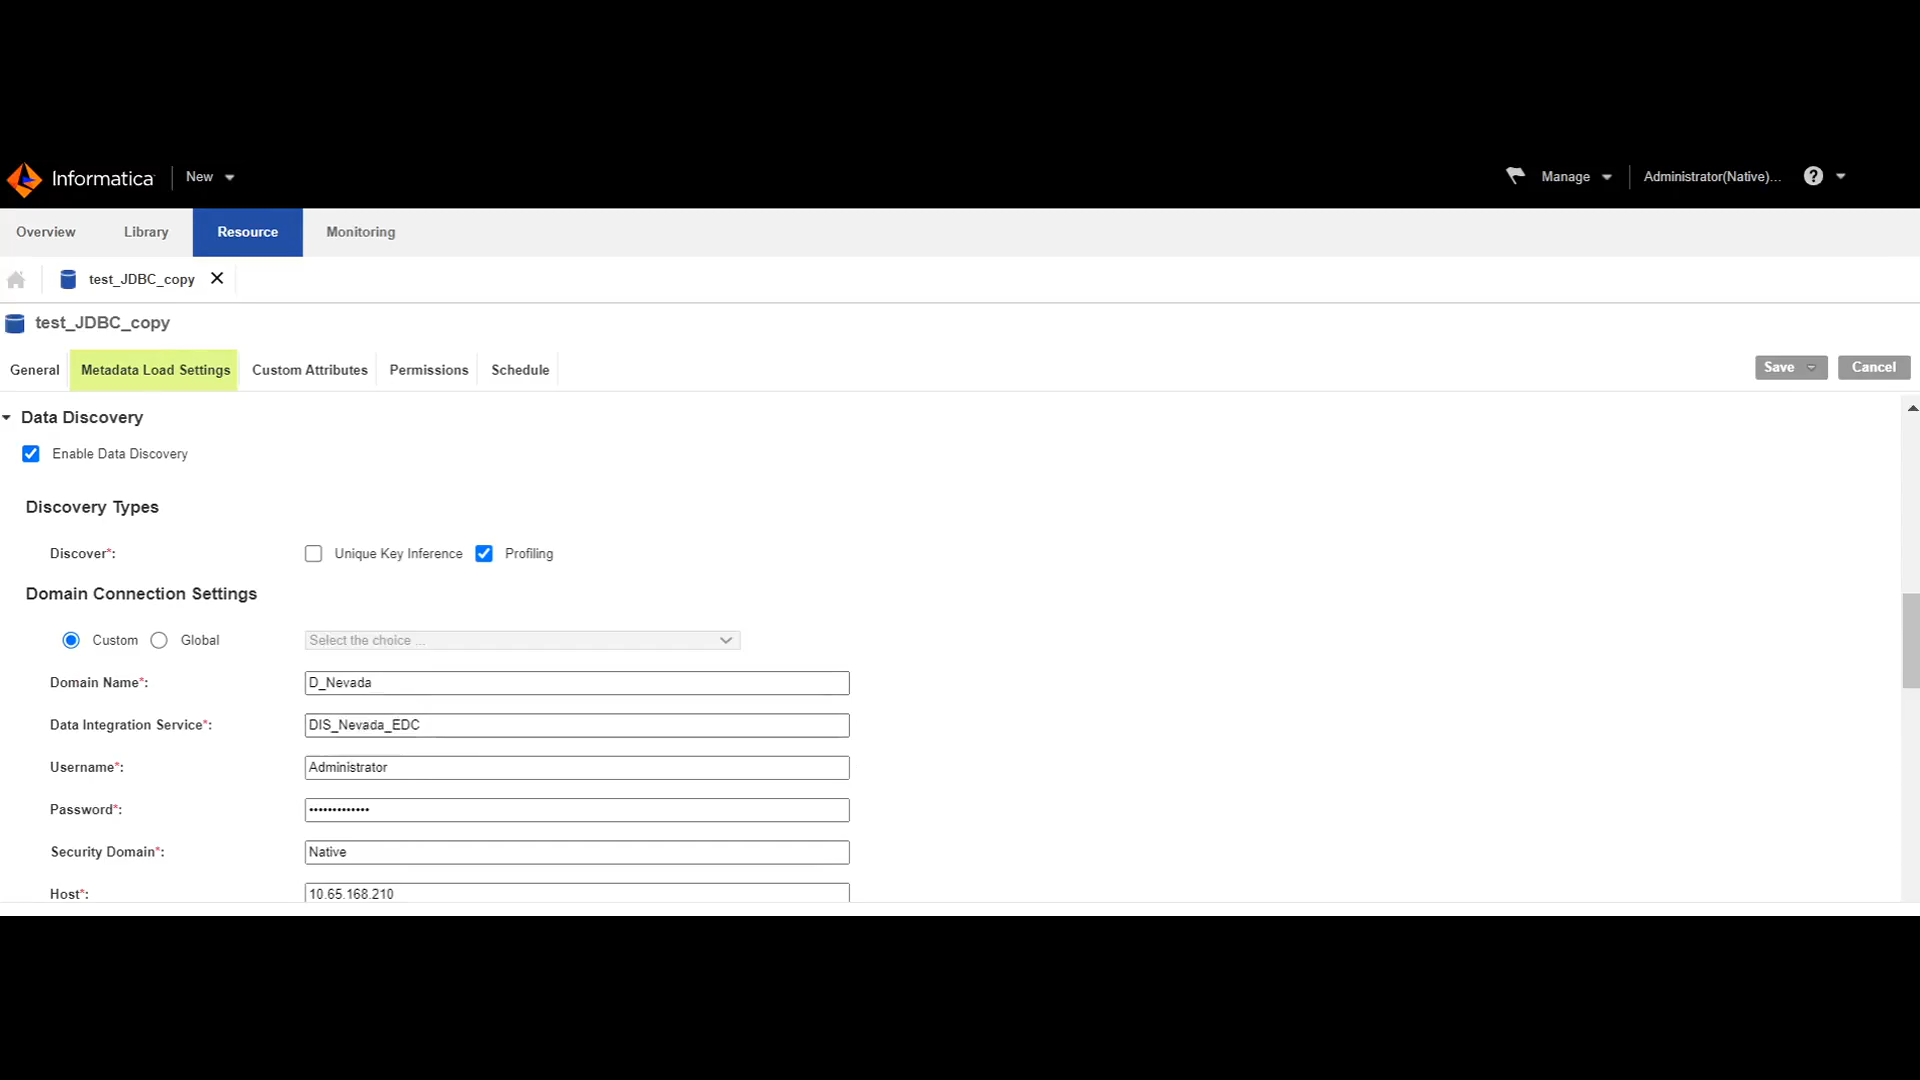 Informatica New Manage Administrator(Native)... ?
Overview Library Resource Monitoring
test_JDBC_copy
test_JDBC_copy
General Metadata Load Settings Custom Attributes Permissions Schedule Save Cancel
Data Discovery
Enable Data Discovery
Discovery Types
Discover*: Unique Key Inference Profiling
Domain Connection Settings
Custom Global Select the choice ...
Domain Name*: D_Nevada
Data Integration Service*: DIS_Nevada_EDC
Username*: Administrator
Password*: •••••••••••••
Security Domain*: Native
Host*: 10.65.168.210